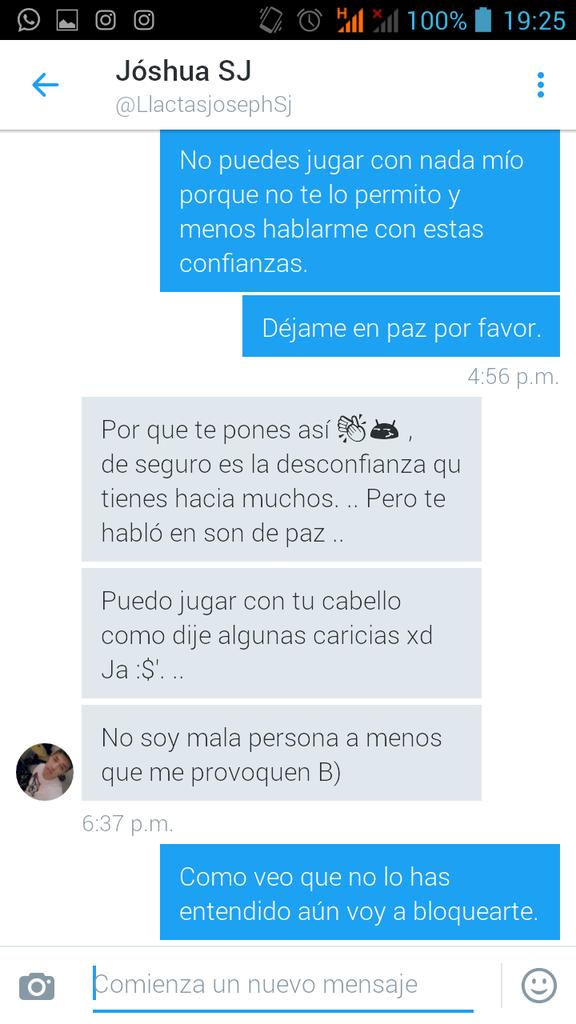 H
100%
19:25
Jóshua SJ
@LlactasjosephSj
No puedes jugar con nada mío
porque no te lo permito y
menos hablarme con estas
confianzas.
Déjame en paz por favor.
4:56 p.m.
Por que te pones así ,
de seguro es la desconfianza qu
tienes hacia muchos. .. Pero te
habló en son de paz ..
Puedo jugar con tu cabello
como dije algunas caricias xd
Ja :$'. ..
No soy mala persona a menos
que me provoquen B)
6:37 p.m.
Como veo que no lo has
entendido aún voy a bloquearte.
Comienza un nuevo mensaje